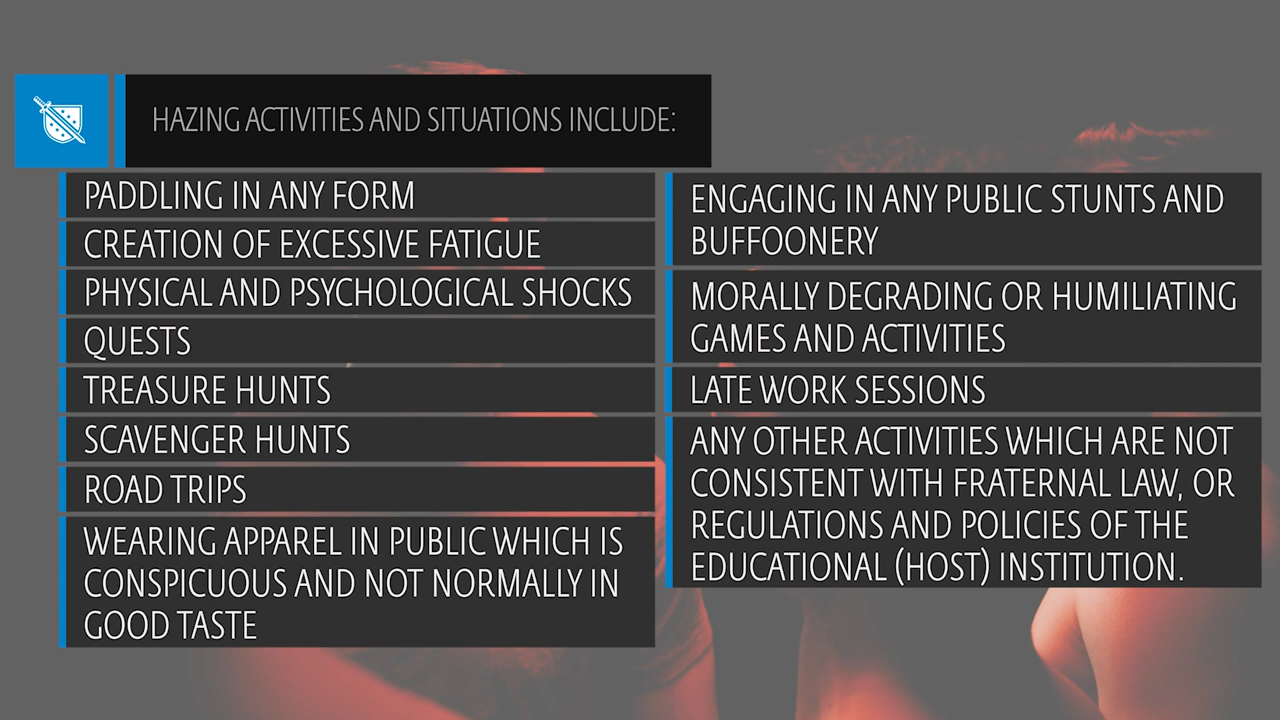 HAZING ACTIVITIES AND SITUATIONS INCLUDE:
PADDLING IN ANY FORM
CREATION OF EXCESSIVE FATIGUE
PHYSICAL AND PSYCHOLOGICAL SHOCKS
QUESTS
TREASURE HUNTS
SCAVENGER HUNTS
ROAD TRIPS
WEARING APPAREL IN PUBLIC WHICH IS
CONSPICUOUS AND NOT NORMALLY IN
GOOD TASTE
ENGAGING IN ANY PUBLIC STUNTS AND
BUFFOONERY
MORALLY DEGRADING OR HUMILIATING
GAMES AND ACTIVITIES
LATE WORK SESSIONS
ANY OTHER ACTIVITIES WHICH ARE NOT
CONSISTENT WITH FRATERNAL LAW, OR
REGULATIONS AND POLICIES OF THE
EDUCATIONAL (HOST) INSTITUTION.